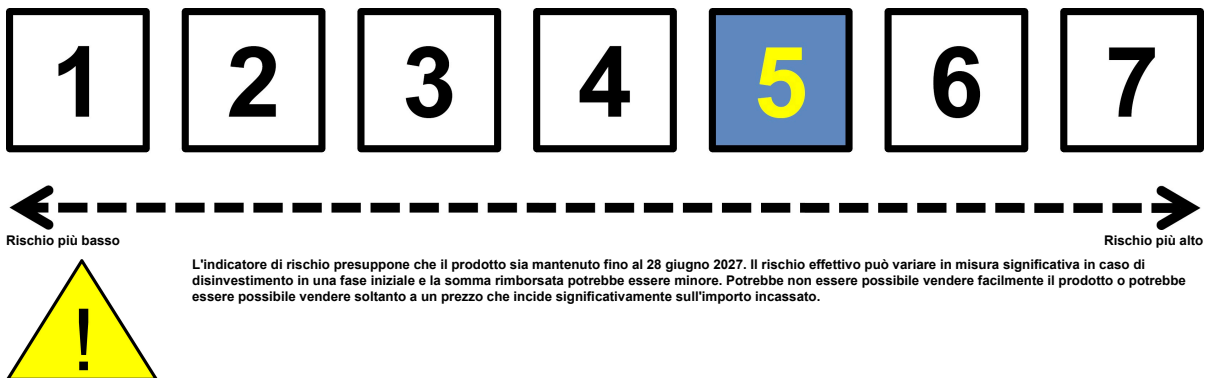 1 2 3 4 5 6 7
Rischio più basso Rischio più alto
L'indicatore di rischio presuppone che il prodotto sia mantenuto fino al 28 giugno 2027. Il rischio effettivo può variare in misura significativa in caso di
disinvestimento in una fase iniziale e la somma rimborsata potrebbe essere minore. Potrebbe non essere possibile vendere facilmente il prodotto o potrebbe
essere possibile vendere soltanto a un prezzo che incide significativamente sull'importo incassato.
!